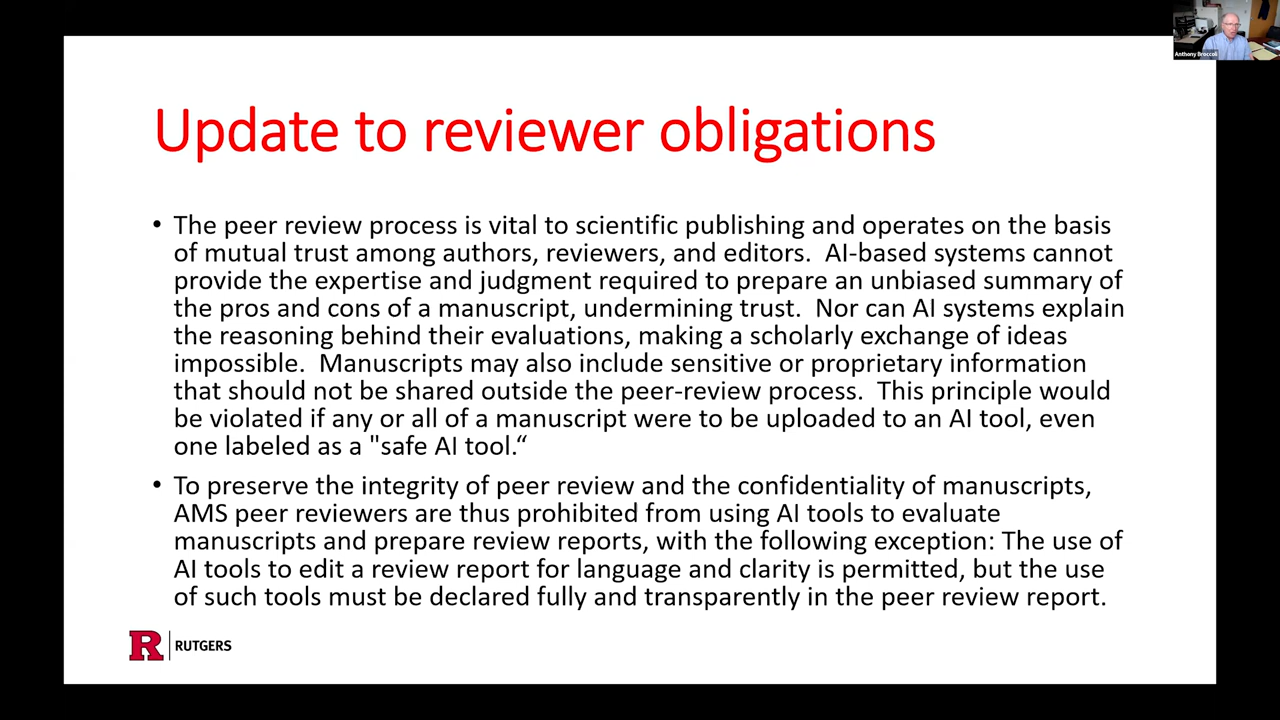 Anthony Broccoli
Update to reviewer obligations
• The peer review process is vital to scientific publishing and operates on the basis
of mutual trust among authors, reviewers, and editors.  AI-based systems cannot
provide the expertise and judgment required to prepare an unbiased summary of
the pros and cons of a manuscript, undermining trust.  Nor can AI systems explain
the reasoning behind their evaluations, making a scholarly exchange of ideas
impossible.  Manuscripts may also include sensitive or proprietary information
that should not be shared outside the peer-review process.  This principle would
be violated if any or all of a manuscript were to be uploaded to an AI tool, even
one labeled as a "safe AI tool.“
• To preserve the integrity of peer review and the confidentiality of manuscripts,
AMS peer reviewers are thus prohibited from using AI tools to evaluate
manuscripts and prepare review reports, with the following exception: The use of
AI tools to edit a review report for language and clarity is permitted, but the use
of such tools must be declared fully and transparently in the peer review report.
R RUTGERS